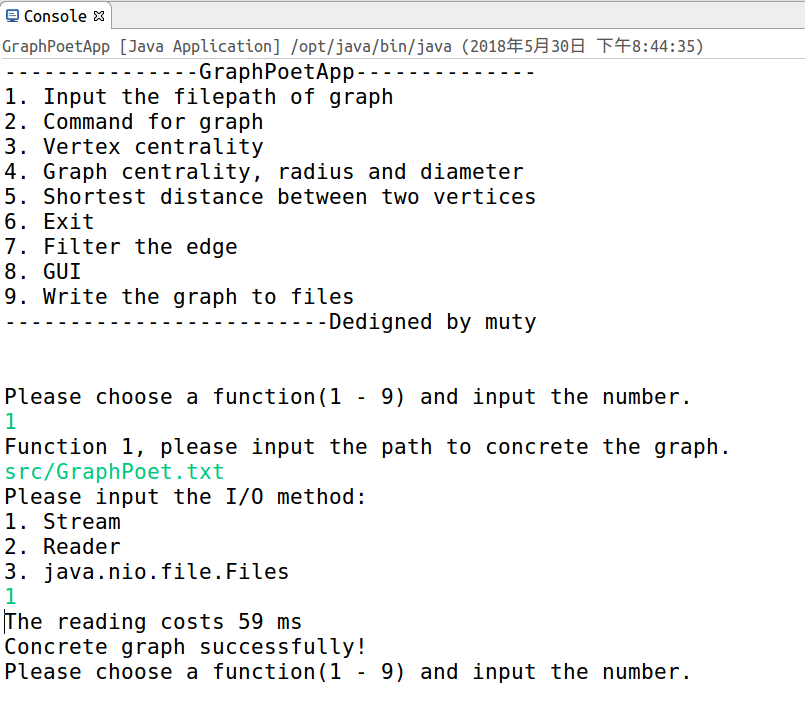 Console
GraphPoetApp [Java Application] /opt/java/bin/java (2018年5月30日 下午8:44:35)
---------------GraphPoetApp--------------
1. Input the filepath of graph
2. Command for graph
3. Vertex centrality
4. Graph centrality, radius and diameter
5. Shortest distance between two vertices
6. Exit
7. Filter the edge
8. GUI
9. Write the graph to files
-------------------------Dedigned by muty
Please choose a function(1 - 9) and input the number.
1
Function 1, please input the path to concrete the graph.
src/GraphPoet.txt
Please input the I/O method:
1. Stream
2. Reader
3. java.nio.file.Files
1
The reading costs 59 ms
Concrete graph successfully!
Please choose a function(1 - 9) and input the number.